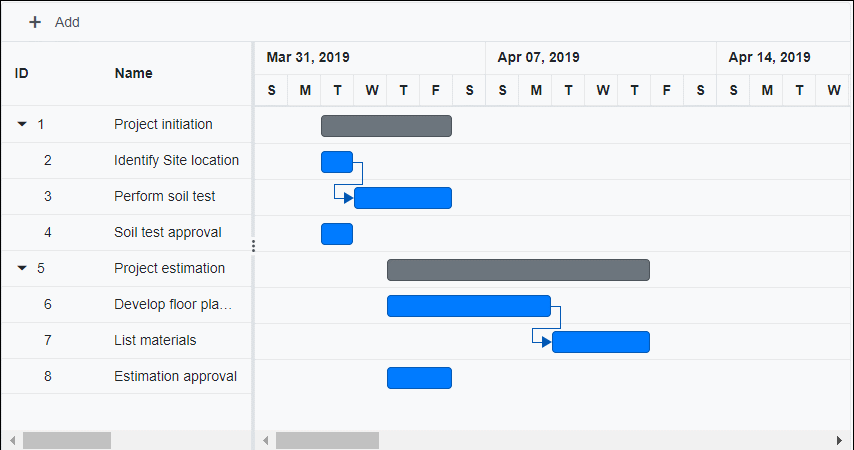 + Add
ID Name Mar 31, 2019 Apr 07, 2019 Apr 14, 2019
S M T W T F S S M T W T F S S M T W
1 Project initiation
2 Identify Site location
3 Perform soil test
4 Soil test approval
5 Project estimation
6 Develop floor pla...
7 List materials
8 Estimation approval